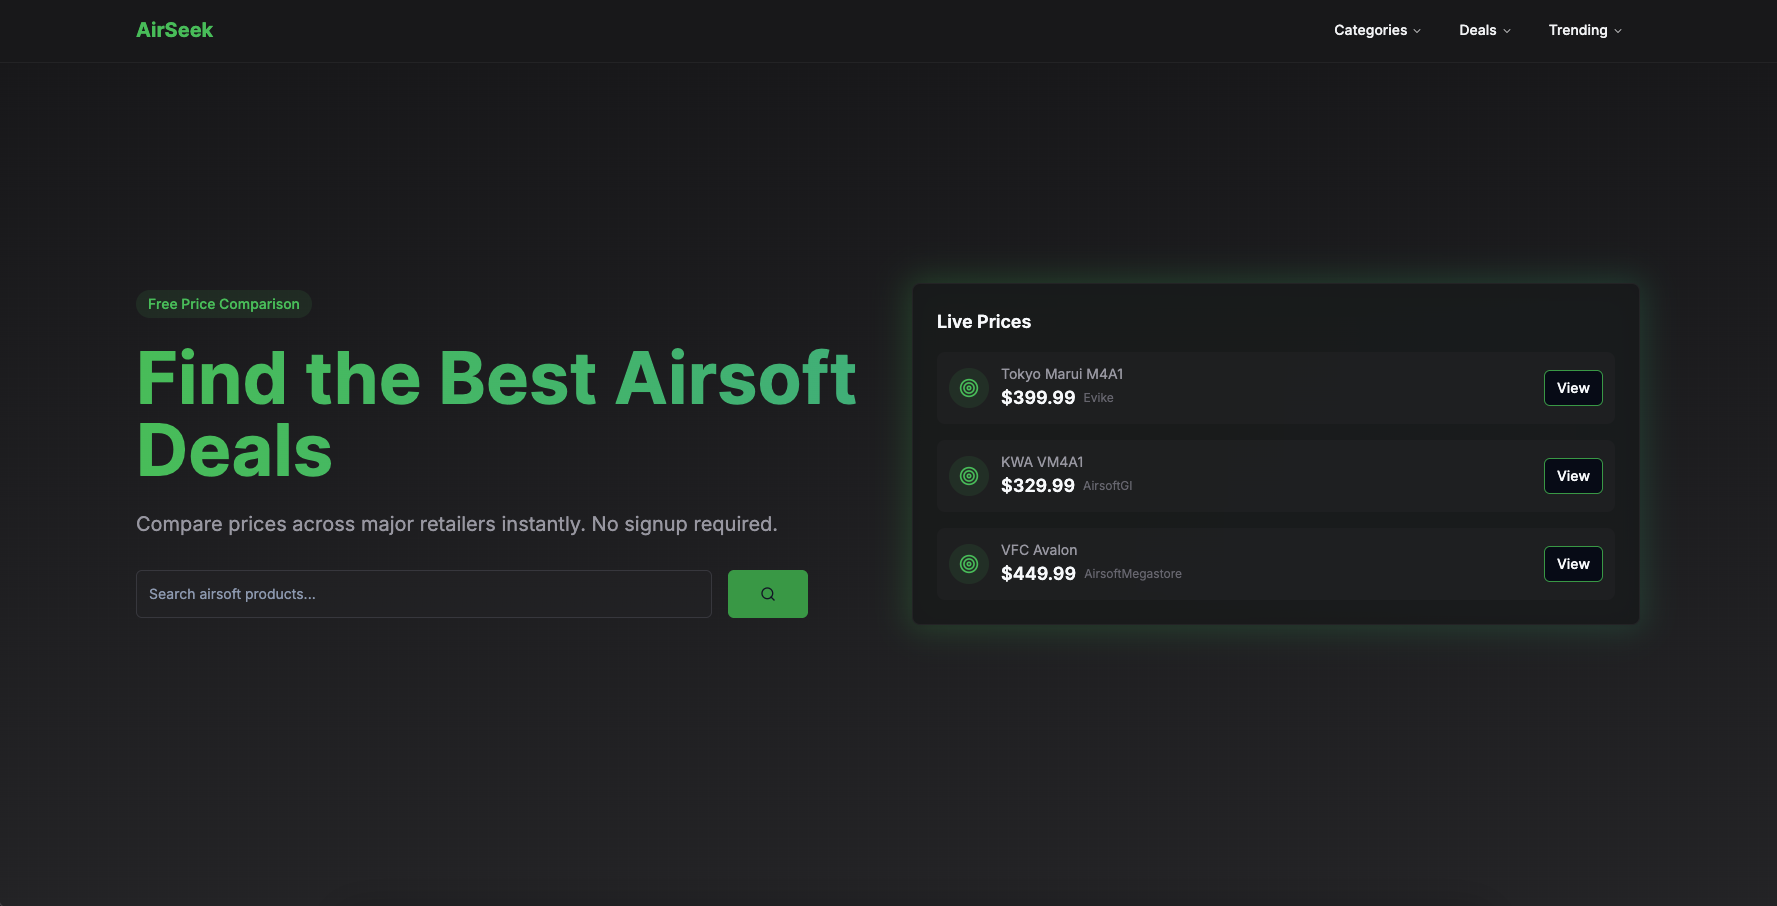 AirSeek
Categories
Deals
Trending
Free Price Comparison
Find the Best Airsoft
Deals
Compare prices across major retailers instantly. No signup required.
Search airsoft products...
Live Prices
Tokyo Marui M4A1
$399.99 Evike
View
KWA VM4A1
$329.99 AirsoftGI
View
VFC Avalon
$449.99 AirsoftMegastore
View